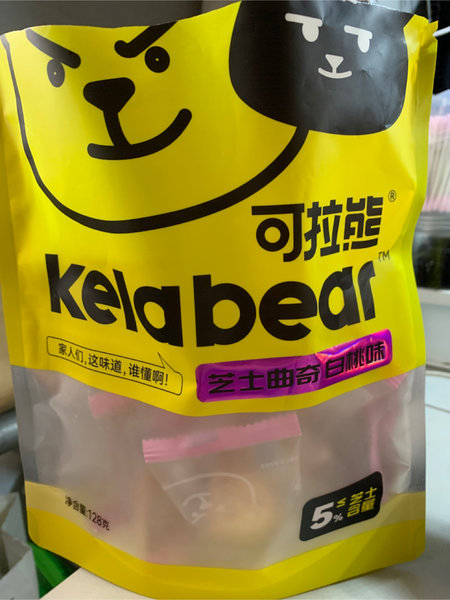 可拉熊®
kelabear™
家人们，这味道，谁懂啊！
芝士曲奇白桃味
净含量:128克
5%≤芝士含量